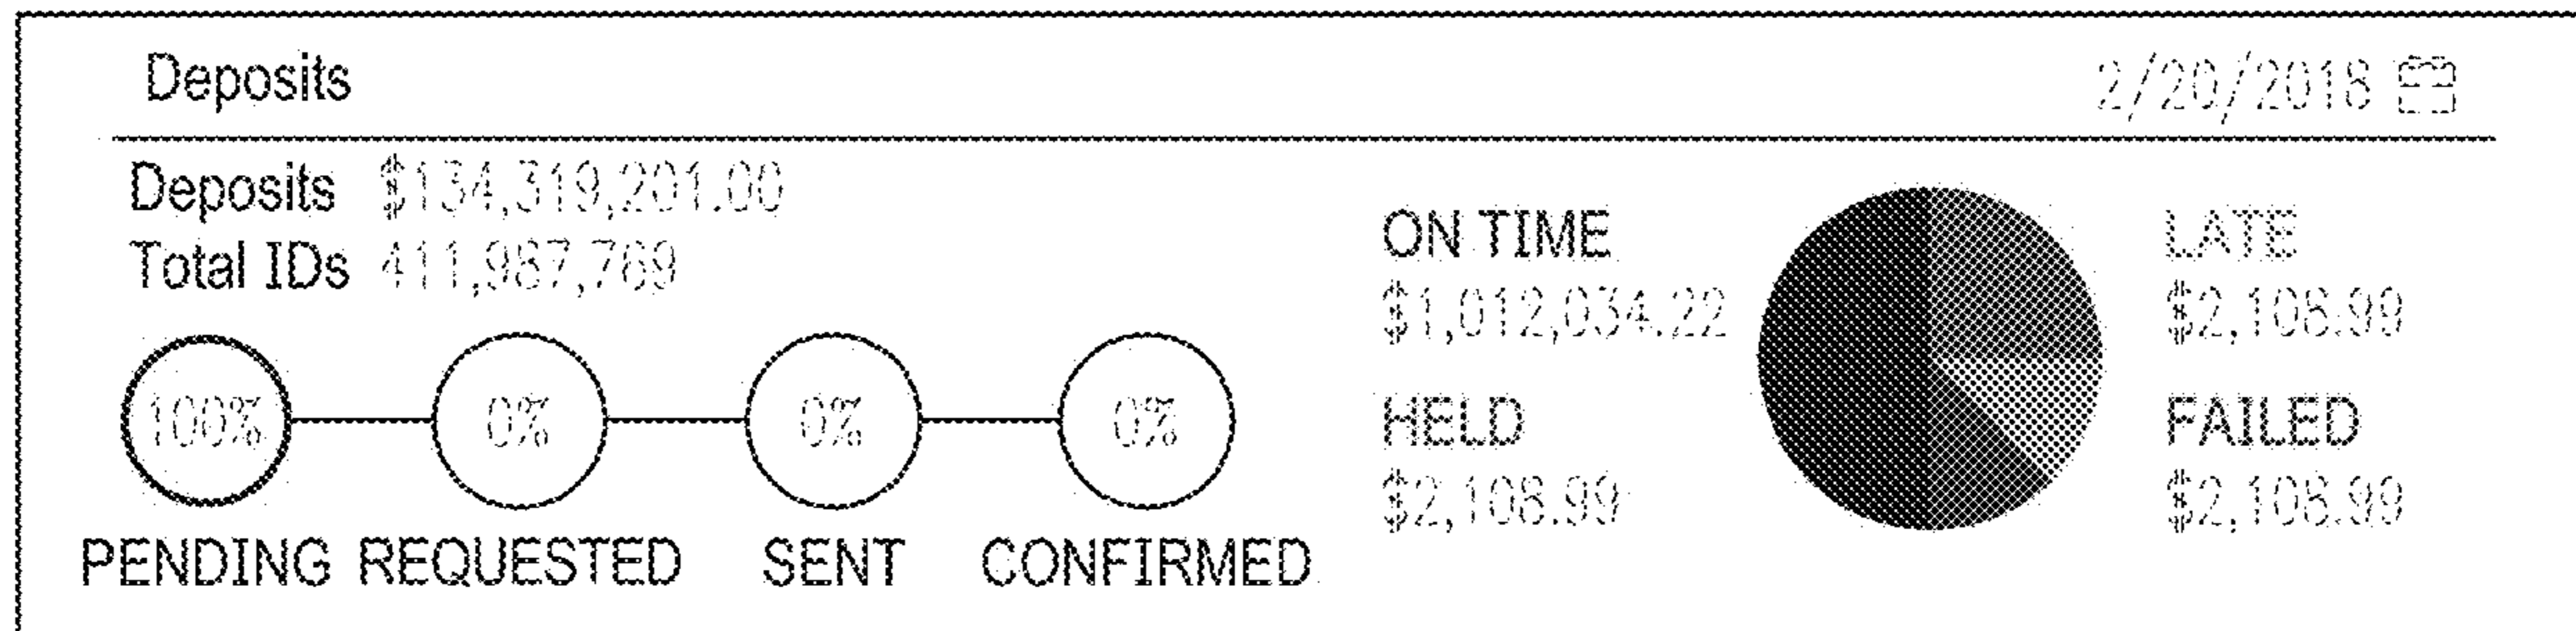 Deposits
2/20/2018
Deposits $134,319,201.00
Total IDs 411,987,769
100% 0% 0% 0%
PENDING REQUESTED SENT CONFIRMED
ON TIME
$1,012,034.22
HELD
$2,108.99
LATE
$2,108.99
FAILED
$2,108.99